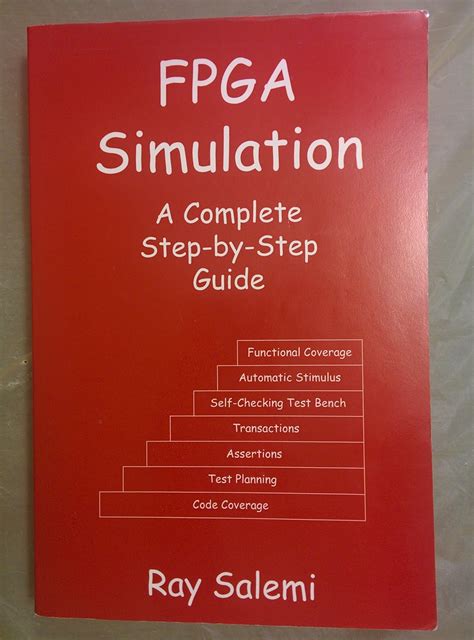 FPGA
Simulation
A Complete
Step-by-Step
Guide
Functional Coverage
Automatic Stimulus
Self-Checking Test Bench
Transactions
Assertions
Test Planning
Code Coverage
Ray Salemi